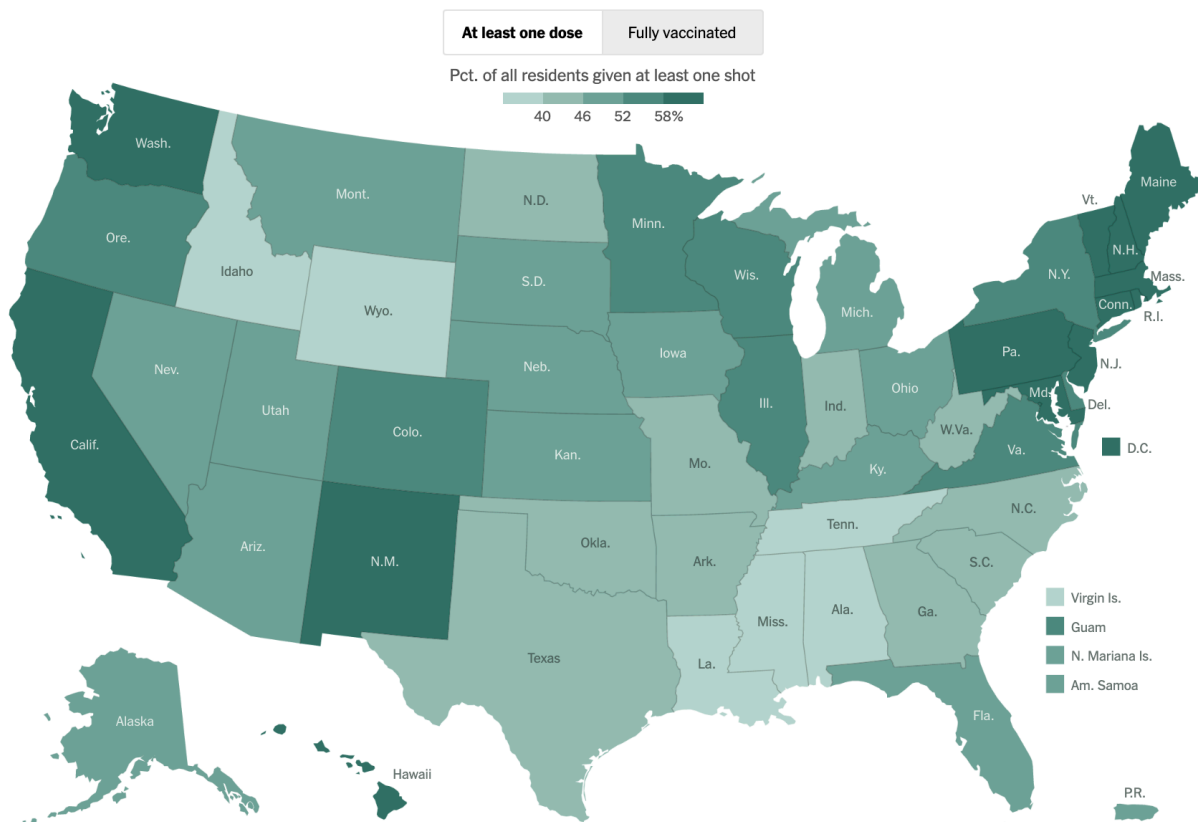 At least one dose Fully vaccinated
Pct. of all residents given at least one shot
40 46 52 58%
Wash.
Mont.
N.D.
Minn.
Maine
Vt.
N.H.
Ore.
Idaho
Wyo.
S.D.
Wis.
Mich.
N.Y.
Mass.
Conn.
R.I.
Nev.
Utah
Colo.
Neb.
Iowa
Ill.
Ind.
Ohio
Pa.
N.J.
Md.
Del.
Calif.
Kan.
Mo.
Ky.
W.Va.
Va.
D.C.
Ariz.
N.M.
Okla.
Ark.
Tenn.
N.C.
S.C.
Texas
La.
Miss.
Ala.
Ga.
Fla.
Virgin Is.
Guam
N. Mariana Is.
Am. Samoa
Alaska
Hawaii
P.R.